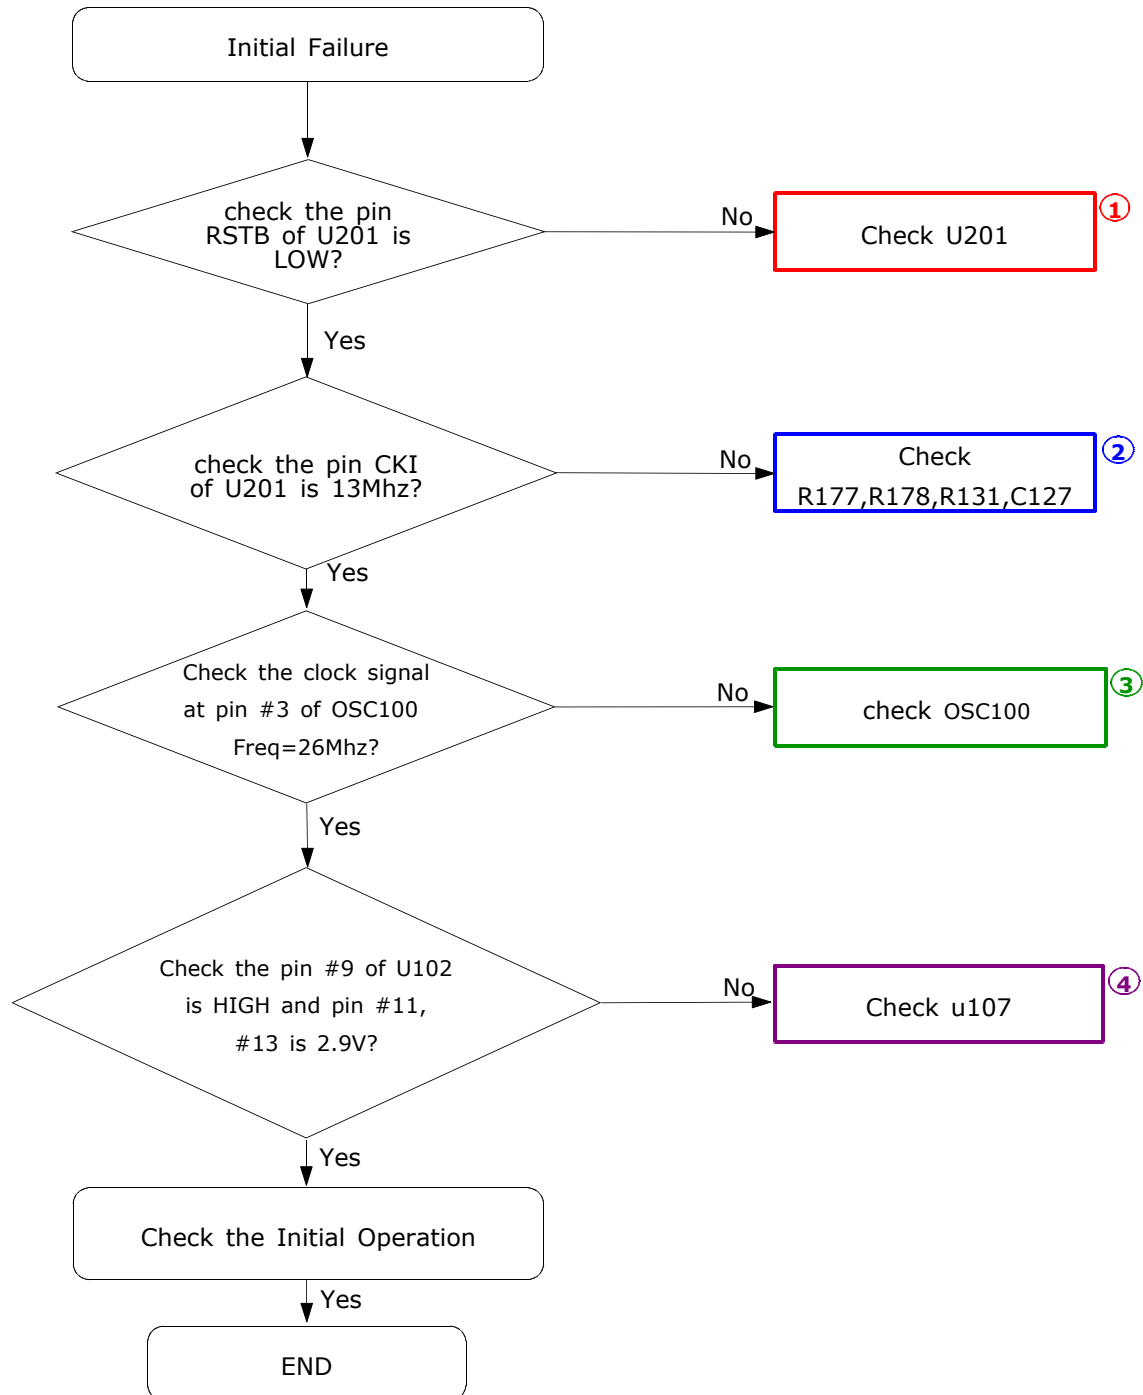 Initial Failure
check the pin
RSTB of U201 is
LOW?
No
Check U201
1
Yes
check the pin CKI
of U201 is 13Mhz?
No
Check
R177,R178,R131,C127
2
Yes
Check the clock signal
at pin #3 of OSC100
Freq=26Mhz?
No
check OSC100
3
Yes
Check the pin #9 of U102
is HIGH and pin #11,
#13 is 2.9V?
No
Check u107
4
Yes
Check the Initial Operation
Yes
END